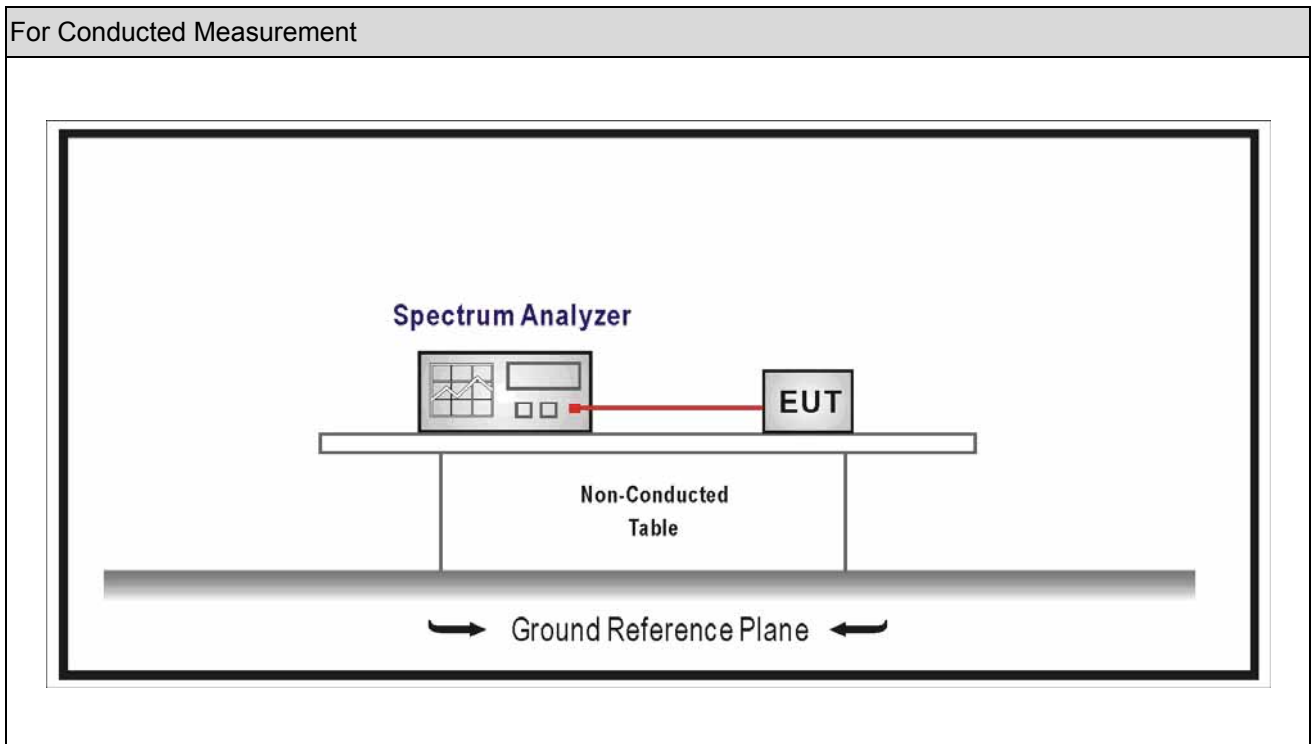 For Conducted Measurement
Spectrum Analyzer
EUT
Non-Conducted
Table
Ground Reference Plane